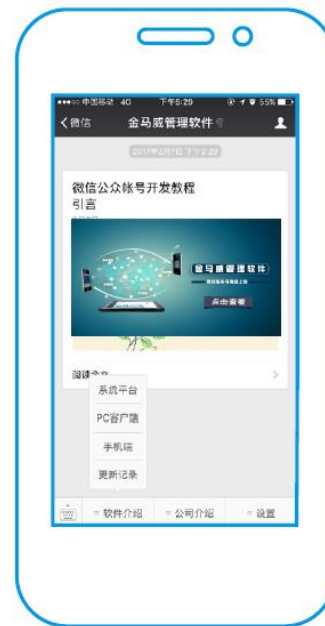 中国移动 4G 下午5:29 55%
微信 金马威管理软件
2017年2月7日 下午2:29
微信公众帐号开发教程
引言
金马威管理软件
点击查看
阅读全文
系统平台
PC客户端
手机端
更新记录
软件介绍 公司介绍 设置